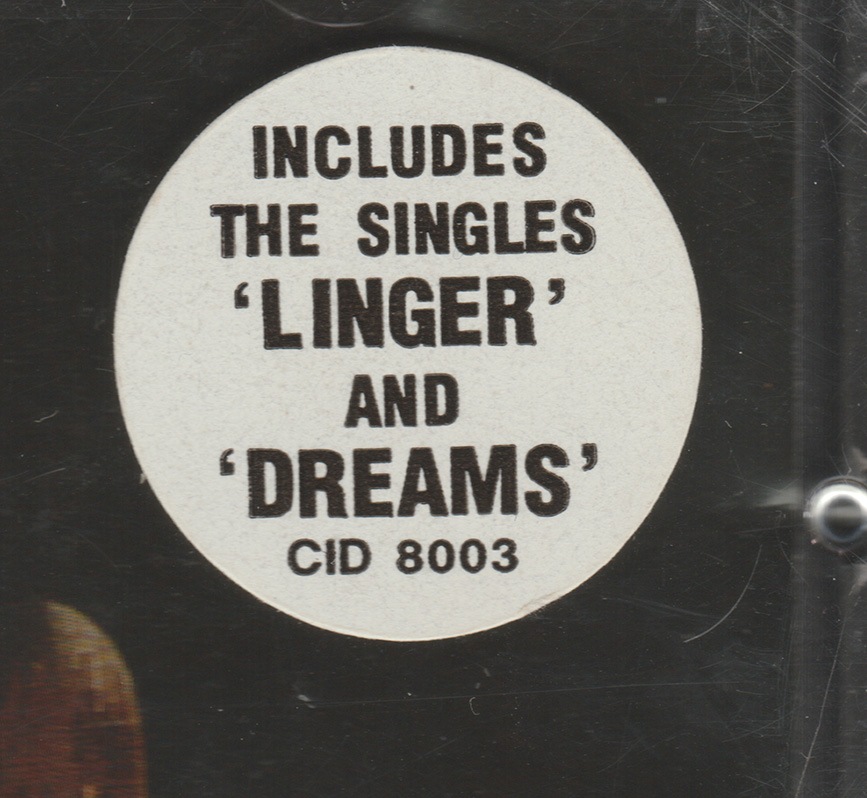 INCLUDES
THE SINGLES
‘LINGER’
AND
‘DREAMS’
CID 8003